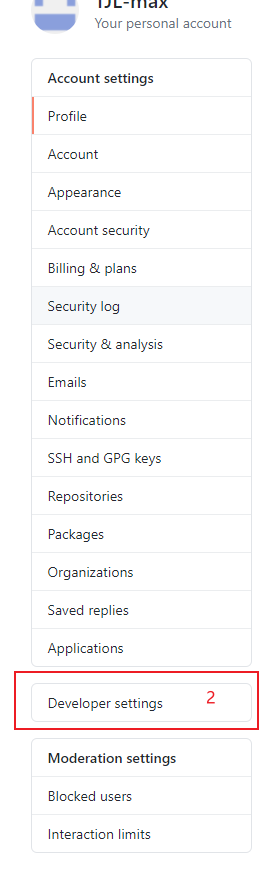 TJL-max
Your personal account
Account settings
Profile
Account
Appearance
Account security
Billing & plans
Security log
Security & analysis
Emails
Notifications
SSH and GPG keys
Repositories
Packages
Organizations
Saved replies
Applications
Developer settings 2
Moderation settings
Blocked users
Interaction limits